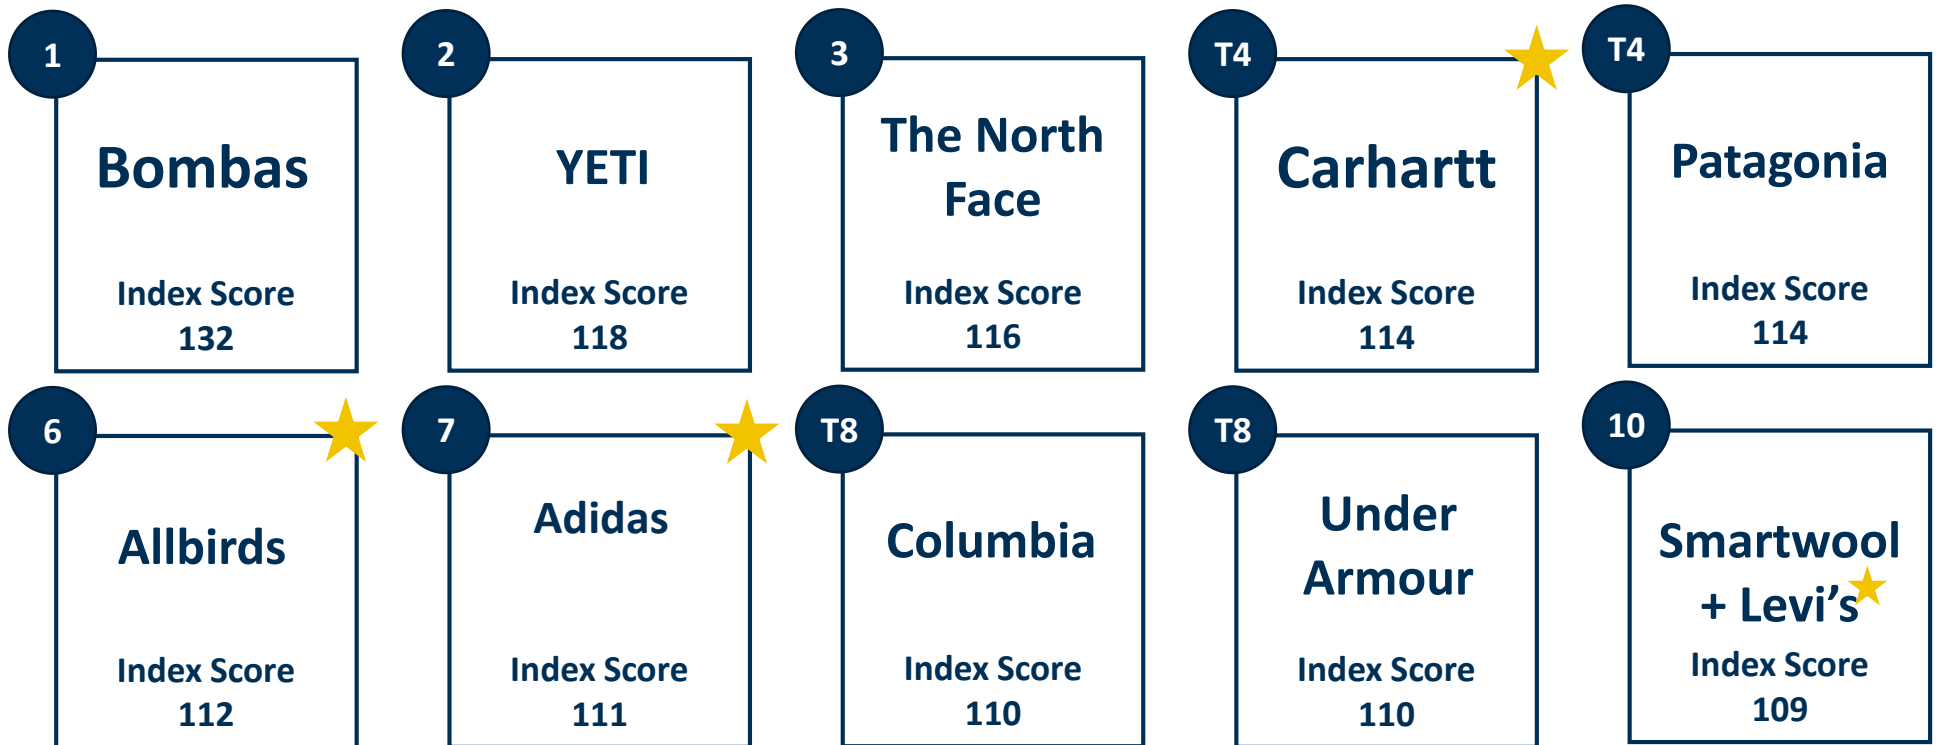 1
Bombas
Index Score
132
2
YETI
Index Score
118
3
The North
Face
Index Score
116
T4
Carhartt
Index Score
114
T4
Patagonia
Index Score
114
6
Allbirds
Index Score
112
7
Adidas
Index Score
111
T8
Columbia
Index Score
110
T8
Under
Armour
Index Score
110
10
Smartwool
+ Levi’s
Index Score
109